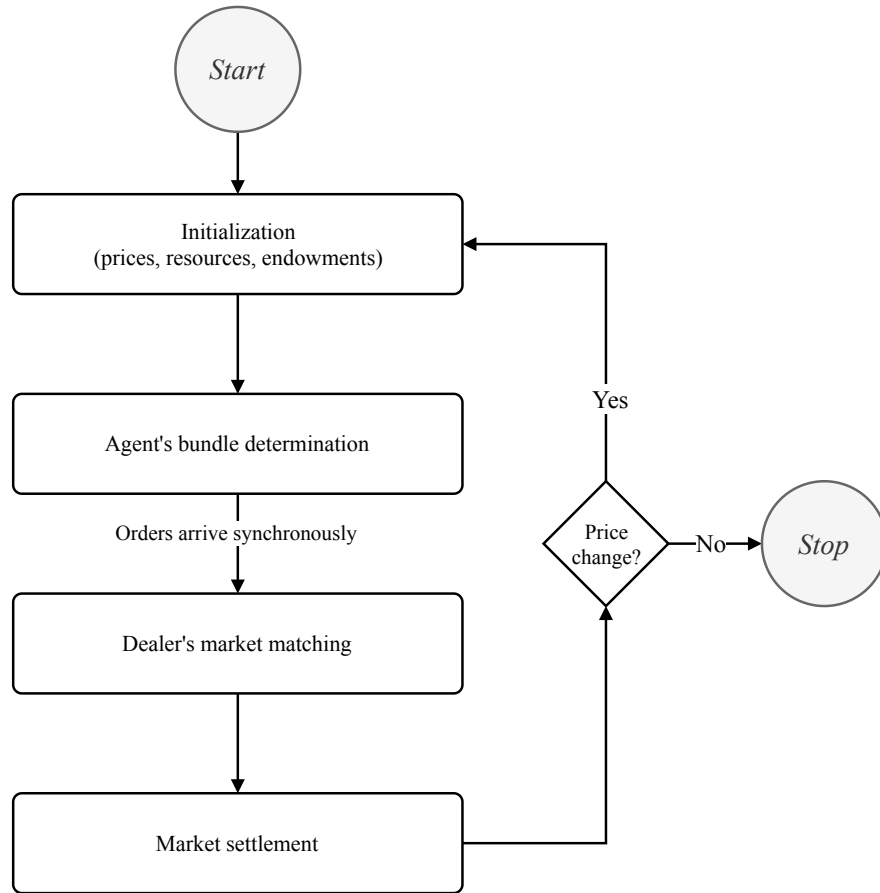 Start
Initialization
(prices, resources, endowments)
Agent's bundle determination
Orders arrive synchronously
Dealer's market matching
Market settlement
Yes
Price
change?
No
Stop